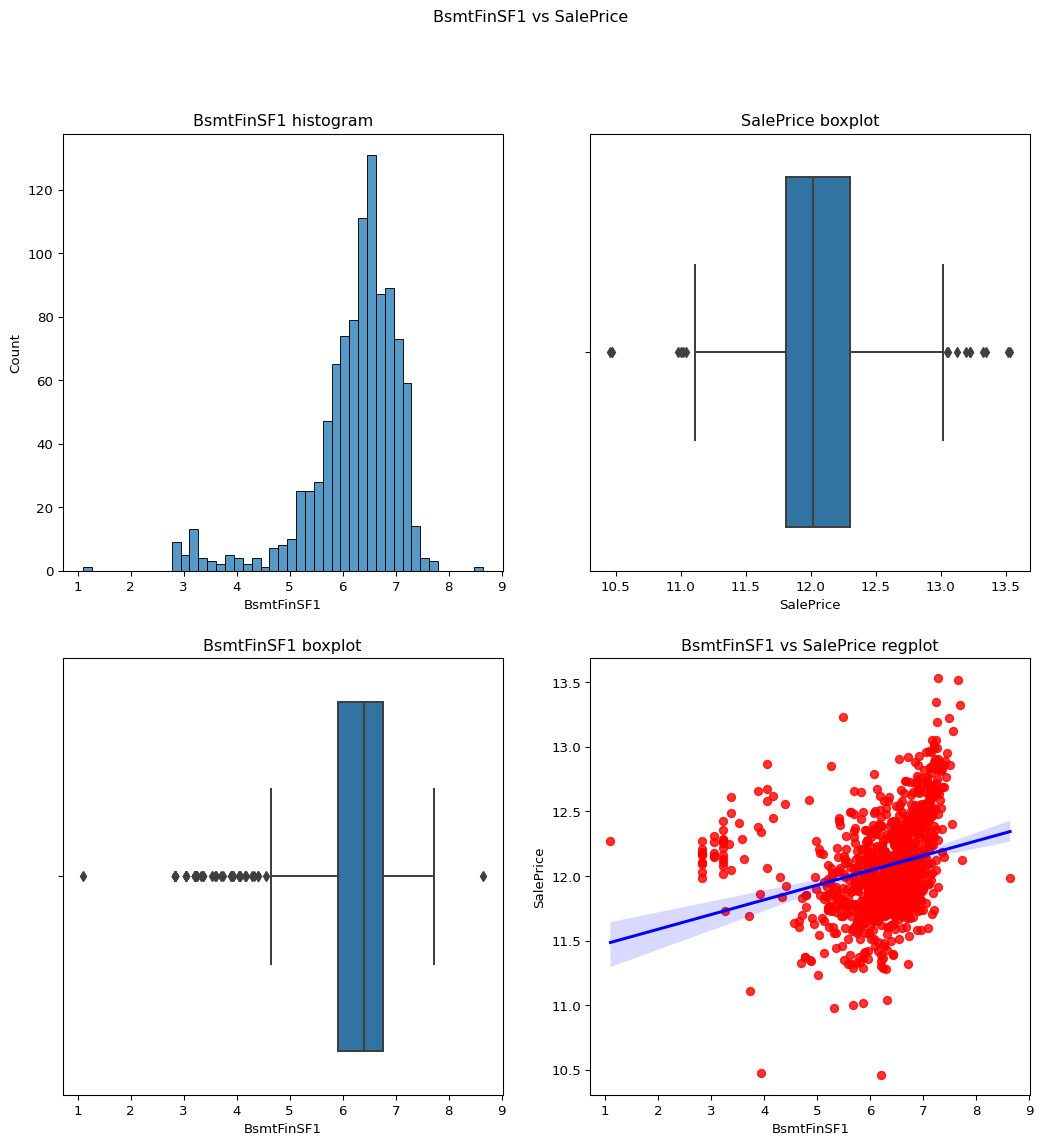 BsmtFinSF1 vs SalePrice
BsmtFinSF1 histogram
Count
0
20
40
60
80
100
120
1 2 3 4 5 6 7 8 9
BsmtFinSF1
SalePrice boxplot
10.5 11.0 11.5 12.0 12.5 13.0 13.5
SalePrice
BsmtFinSF1 boxplot
1 2 3 4 5 6 7 8 9
BsmtFinSF1
BsmtFinSF1 vs SalePrice regplot
SalePrice
13.5
13.0
12.5
12.0
11.5
11.0
10.5
1 2 3 4 5 6 7 8 9
BsmtFinSF1